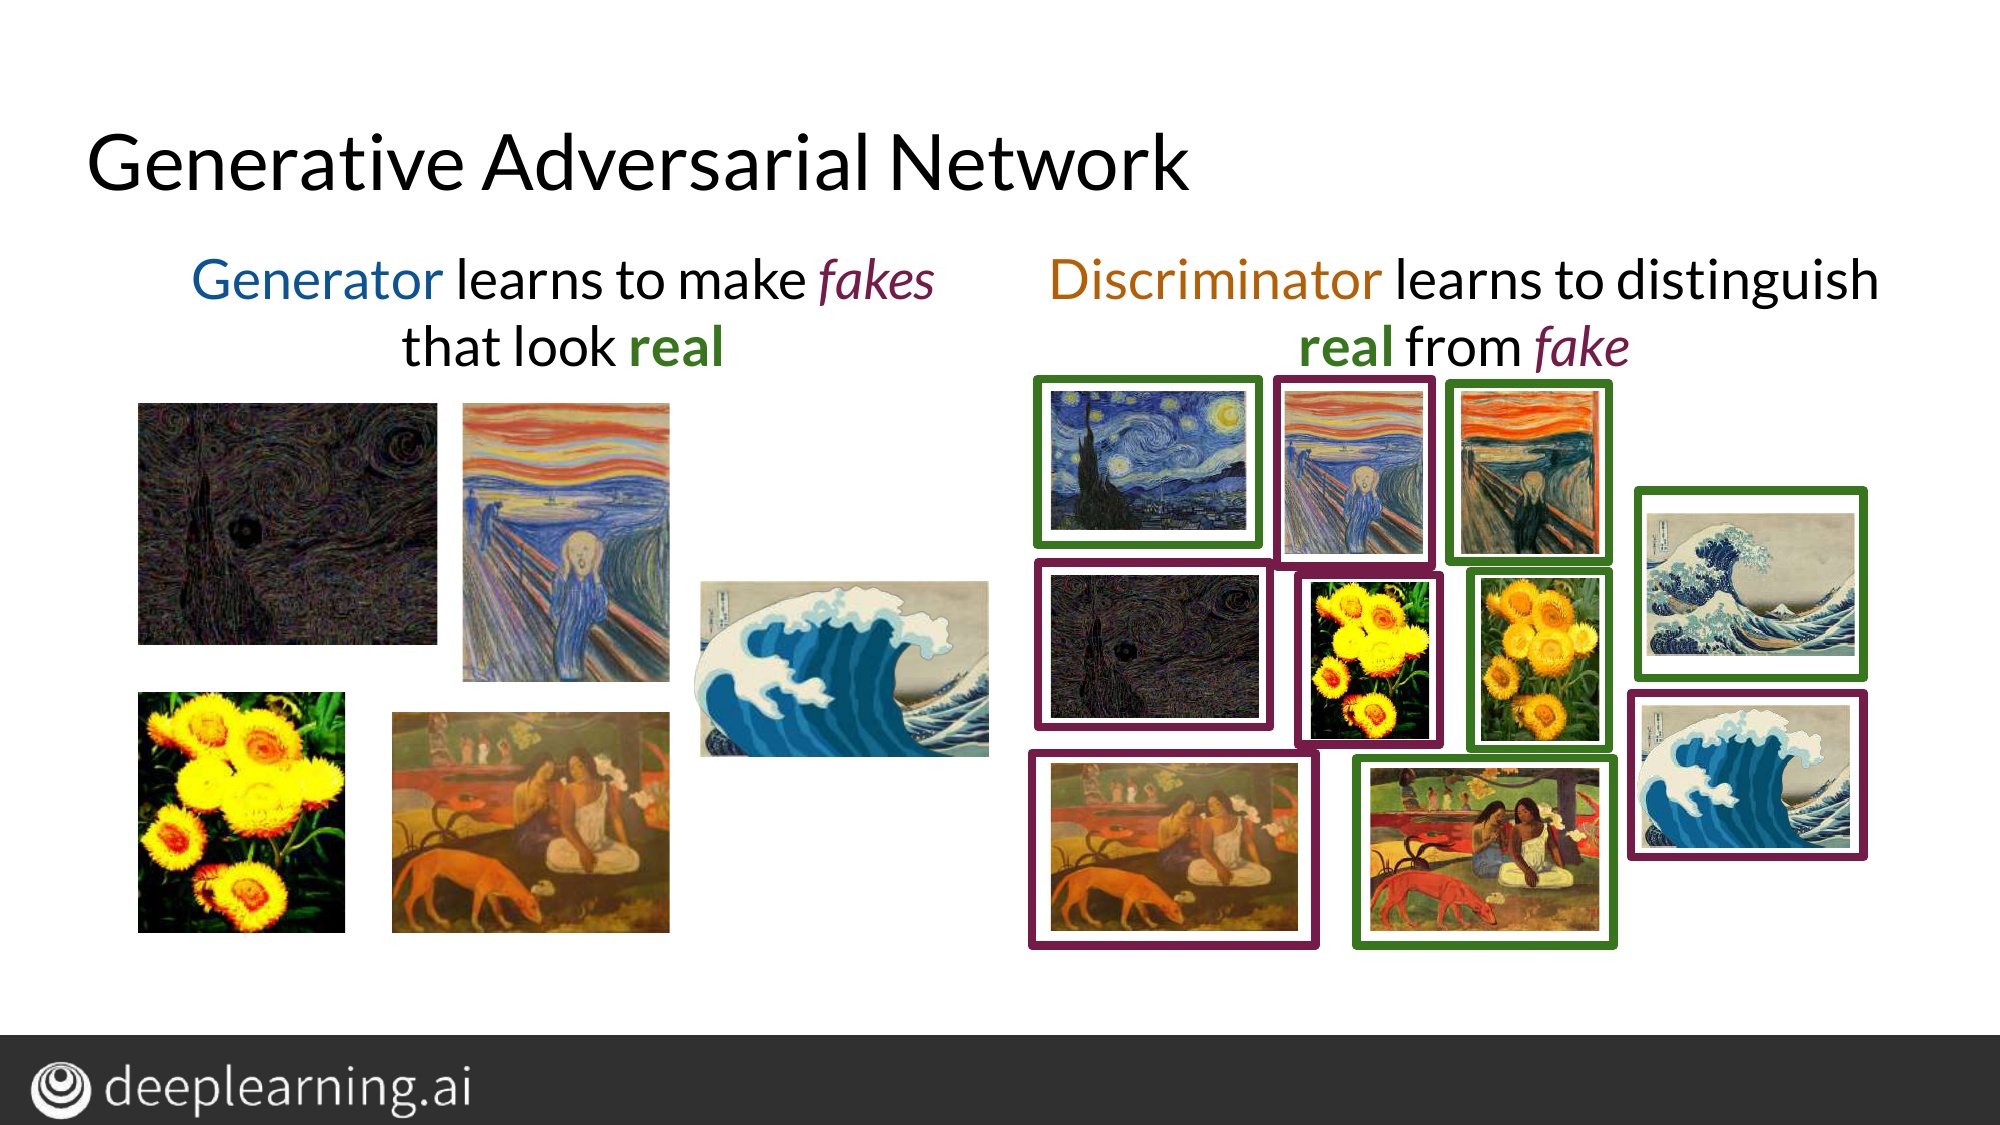 Generative Adversarial Network
Generator learns to make fakes
that look real
Discriminator learns to distinguish
real from fake
deeplearning.ai